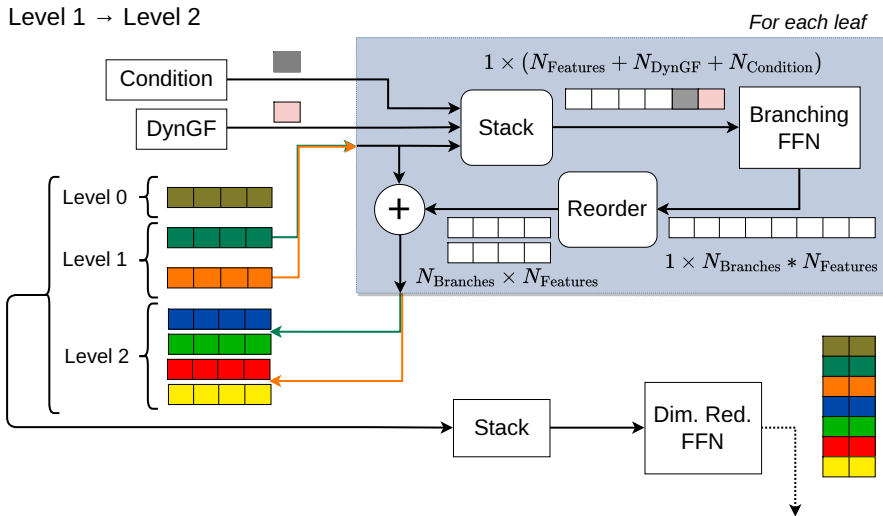 Level 1 → Level 2
For each leaf
Condition
1 × (N_Features + N_DynGF + N_Condition)
DynGF
Stack
Branching
FFN
Level 0
+
Reorder
Level 1
N_Branches × N_Features
1 × N_Branches * N_Features
Level 2
Stack
Dim. Red.
FFN